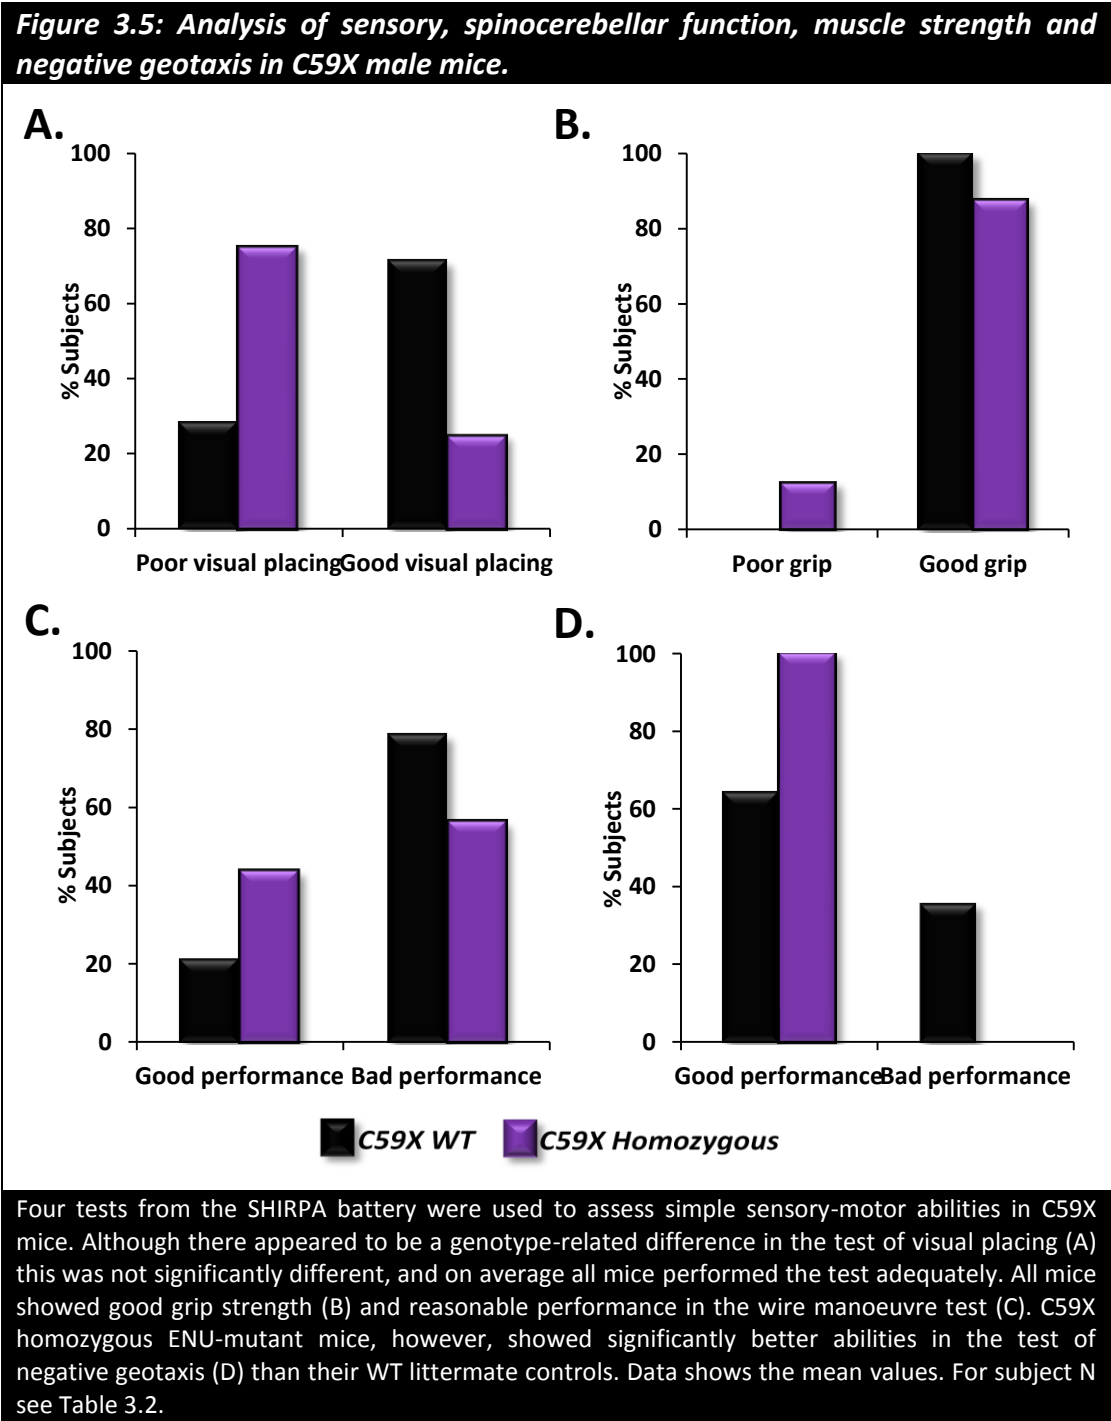 Figure 3.5: Analysis of sensory, spinocerebellar function, muscle strength and
negative geotaxis in C59X male mice.
A.
100
80
60
40
20
0
% Subjects
Poor visual placing Good visual placing
B.
100
80
60
40
20
0
% Subjects
Poor grip Good grip
C.
100
80
60
40
20
0
% Subjects
Good performance Bad performance
D.
100
80
60
40
20
0
% Subjects
Good performance Bad performance
C59X WT C59X Homozygous
Four tests from the SHIRPA battery were used to assess simple sensory-motor abilities in C59X
mice. Although there appeared to be a genotype-related difference in the test of visual placing (A)
this was not significantly different, and on average all mice performed the test adequately. All mice
showed good grip strength (B) and reasonable performance in the wire manoeuvre test (C). C59X
homozygous ENU-mutant mice, however, showed significantly better abilities in the test of
negative geotaxis (D) than their WT littermate controls. Data shows the mean values. For subject N
see Table 3.2.